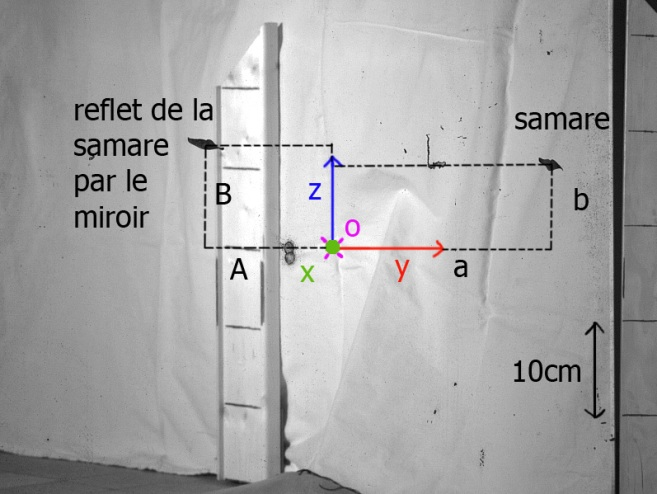 reflet de la
samare
par le
miroir
samare
B
b
z
o
A
x
y
a
10cm